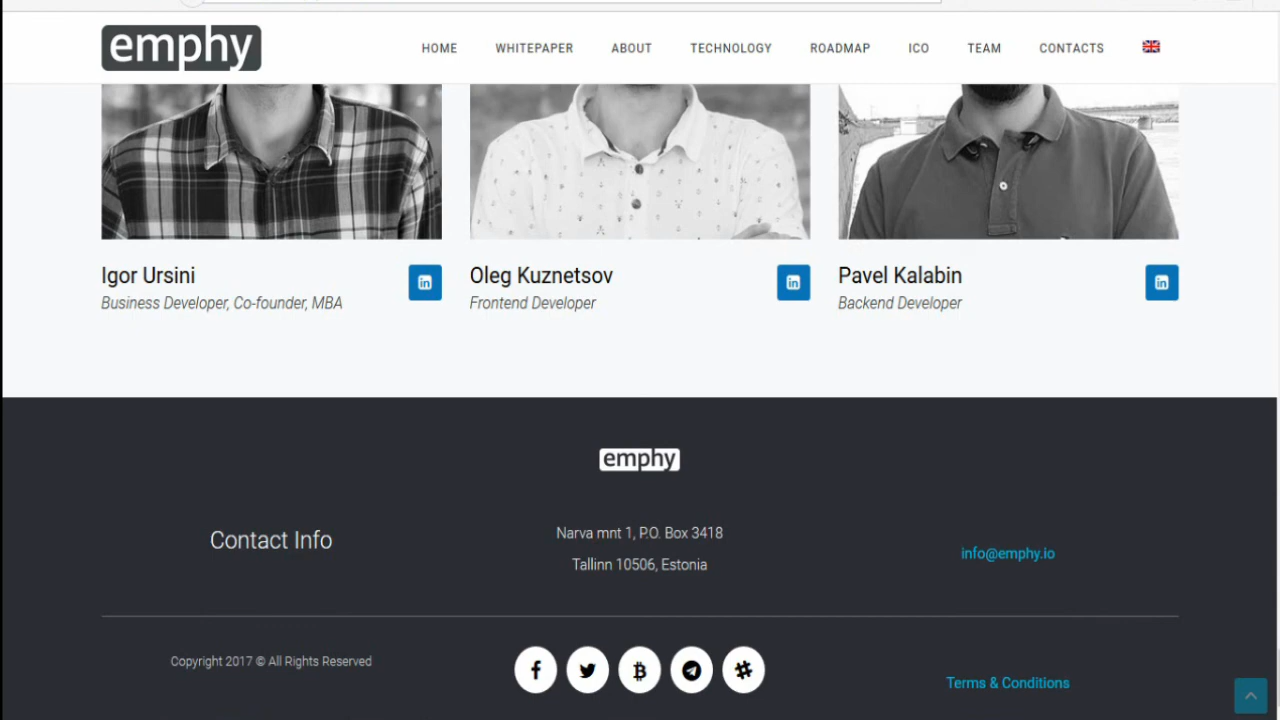 emphy
HOME WHITEPAPER ABOUT TECHNOLOGY ROADMAP ICO TEAM CONTACTS
Igor Ursini
Business Developer, Co-founder, MBA
Oleg Kuznetsov
Frontend Developer
Pavel Kalabin
Backend Developer
emphy
Contact Info
Narva mnt 1, P.O. Box 3418
Tallinn 10506, Estonia
info@emphy.io
Copyright 2017 © All Rights Reserved
Terms & Conditions